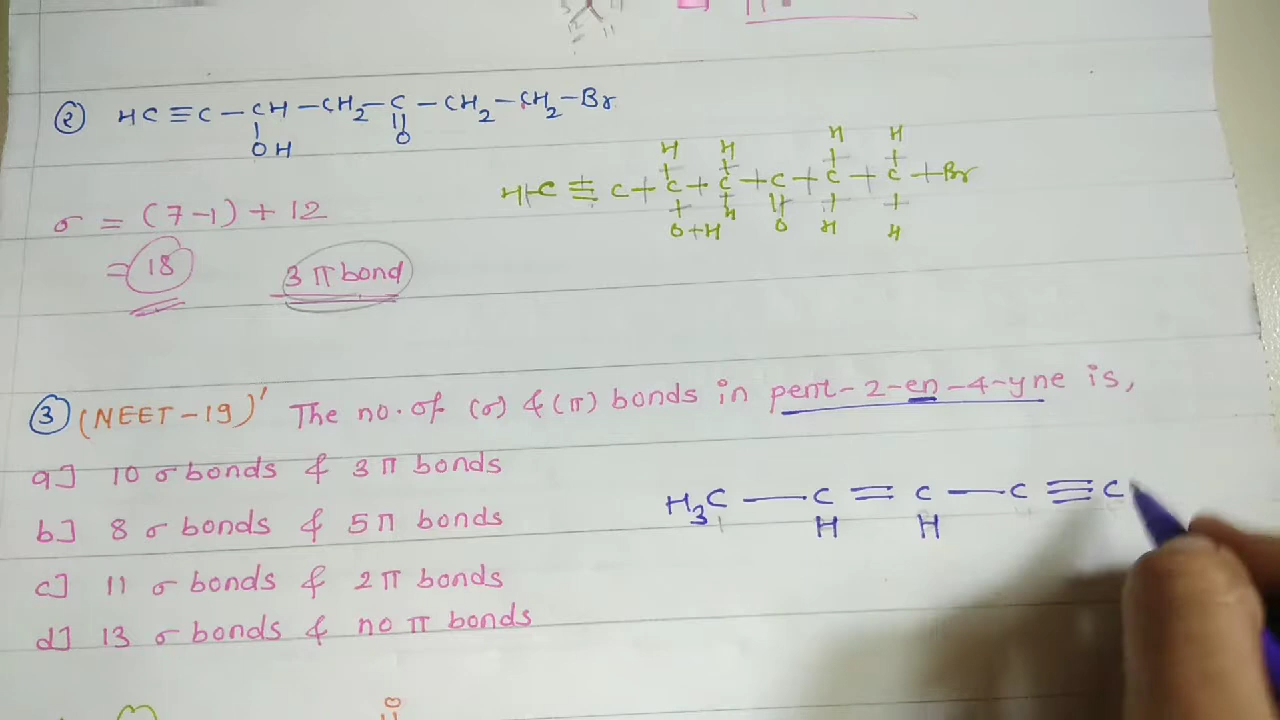 ② HC≡C-CH-CH₂-C-CH₂-CH₂-Br
OH O
H H H H
H+C≡C+C+C+C+C+C+Br
O+H H O H H
σ = (7-1) + 12
= 18 3 π bond
③ (NEET-19)' The no. of (σ) & (π) bonds in pent-2-en-4-yne is,
a] 10 σ bonds & 3 π bonds
b] 8 σ bonds & 5π bonds
c] 11 σ bonds & 2π bonds
d] 13 σ bonds & no π bonds
H₃C — C = C — C ≡ C
H H